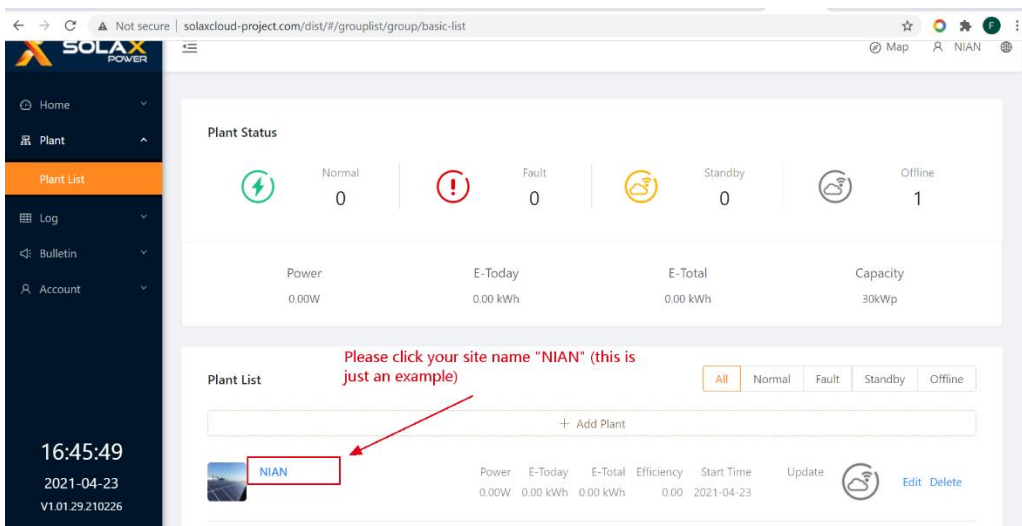 Not secure | solaxcloud-project.com/dist/#/grouplist/group/basic-list
F
SOLAX
POWER
Map
NIAN
Home
Plant
Plant List
Log
Bulletin
Account
16:45:49
2021-04-23
V1.01.29.210226
Plant Status
Normal
0
Fault
0
Standby
0
Offline
1
Power
0.00W
E-Today
0.00 kWh
E-Total
0.00 kWh
Capacity
30kWp
Please click your site name "NIAN" (this is
just an example)
Plant List
All Normal Fault Standby Offline
+ Add Plant
NIAN
Power E-Today E-Total Efficiency Start Time Update
0.00W 0.00 kWh 0.00 kWh 0.00 2021-04-23
Edit Delete